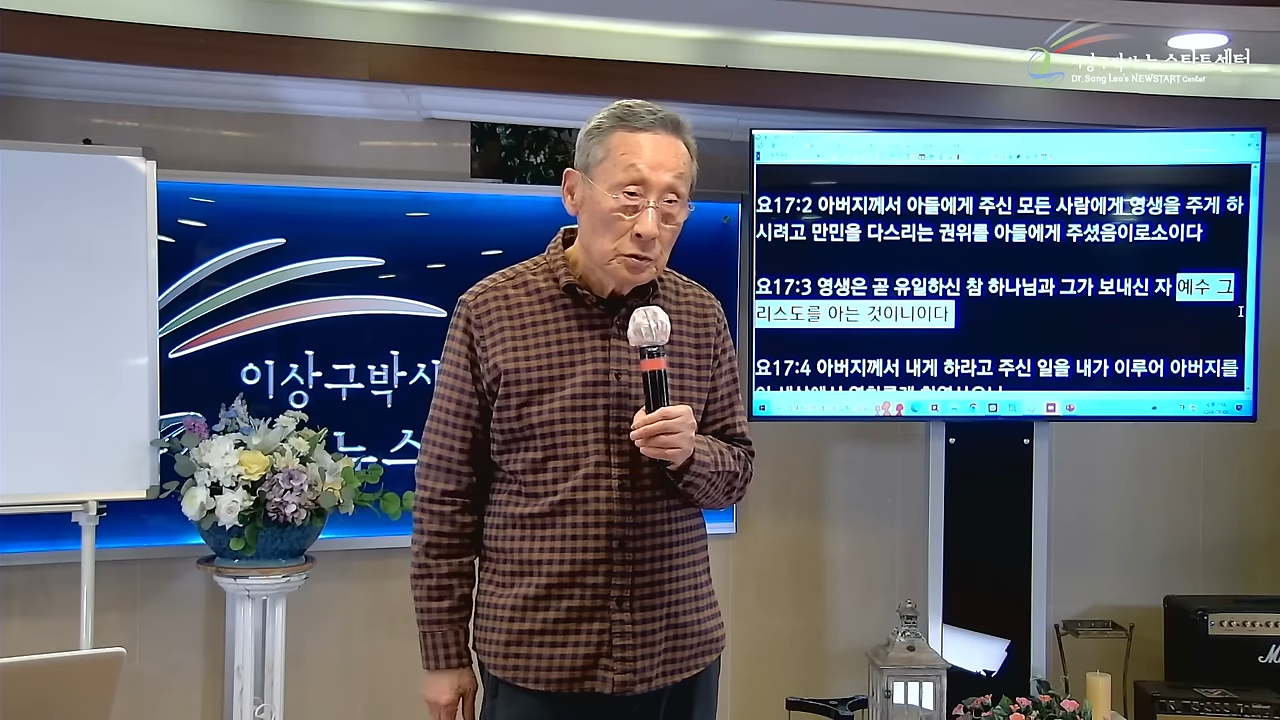 뉴스타트센터
Dr. Sang Lee's NEWSTART Center
요17:2 아버지께서 아들에게 주신 모든 사람에게 영생을 주게 하
시려고 만민을 다스리는 권위를 아들에게 주셨음이로소이다
요17:3 영생은 곧 유일하신 참 하나님과 그가 보내신 자 예수 그
리스도를 아는 것이니이다
요17:4 아버지께서 내게 하라고 주신 일을 내가 이루어 아버지를
이상구박사
뉴스